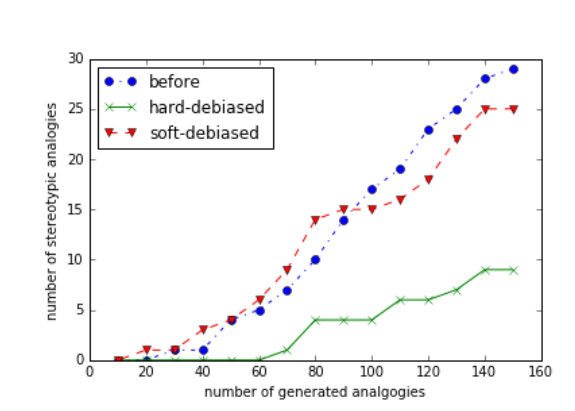 before
hard-debiased
soft-debiased
30
25
20
15
10
5
0
number of stereotypic analogies
0 20 40 60 80 100 120 140 160
number of generated analgogies